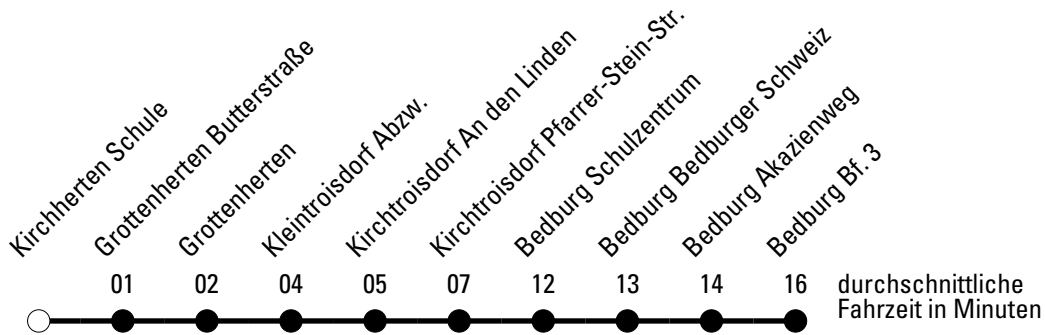 Kirchherten Schule
Grottenherten Butterstraße
Grottenherten
Kleintroisdorf Abzw.
Kirchtroisdorf An den Linden
Kirchtroisdorf Pfarrer-Stein-Str.
Bedburg Schulzentrum
Bedburg Bedburger Schweiz
Bedburg Akazienweg
Bedburg Bf. 3
01 02 04 05 07 12 13 14 16 durchschnittliche
Fahrzeit in Minuten